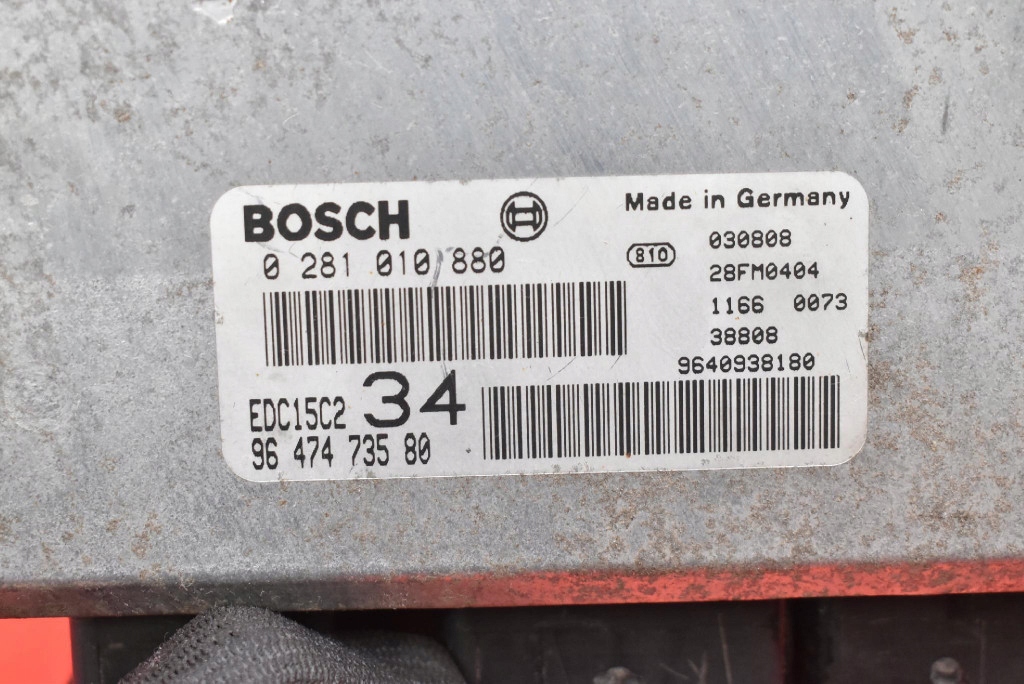 BOSCH
Made in Germany
0 281 010 880
810
030808
28FM0404
1166 0073
38808
9640938180
EDC15C2 34
96 474 735 80